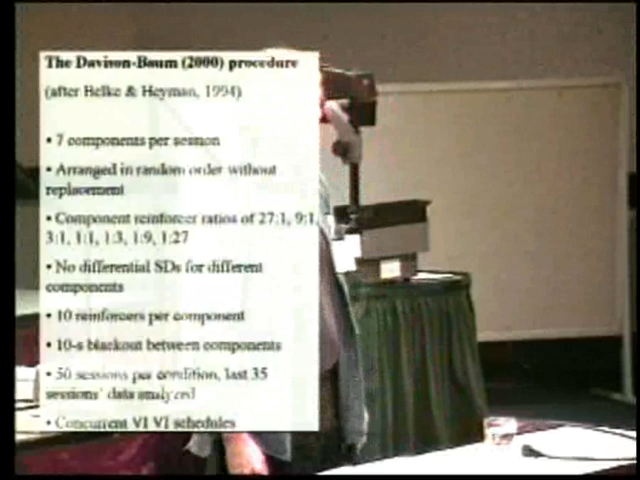 The Davison-Baum (2000) procedure
(after Belke & Heyman, 1994)
• 7 components per session
• Arranged in random order without
replacement
• Component reinforcer ratios of 27:1, 9:1,
3:1, 1:1, 1:3, 1:9, 1:27
• No differential SDs for different
components
• 10 reinforcers per component
• 10-s blackout between components
• 50 sessions per condition, last 35
sessions' data analyzed
• Concurrent VI VI schedules